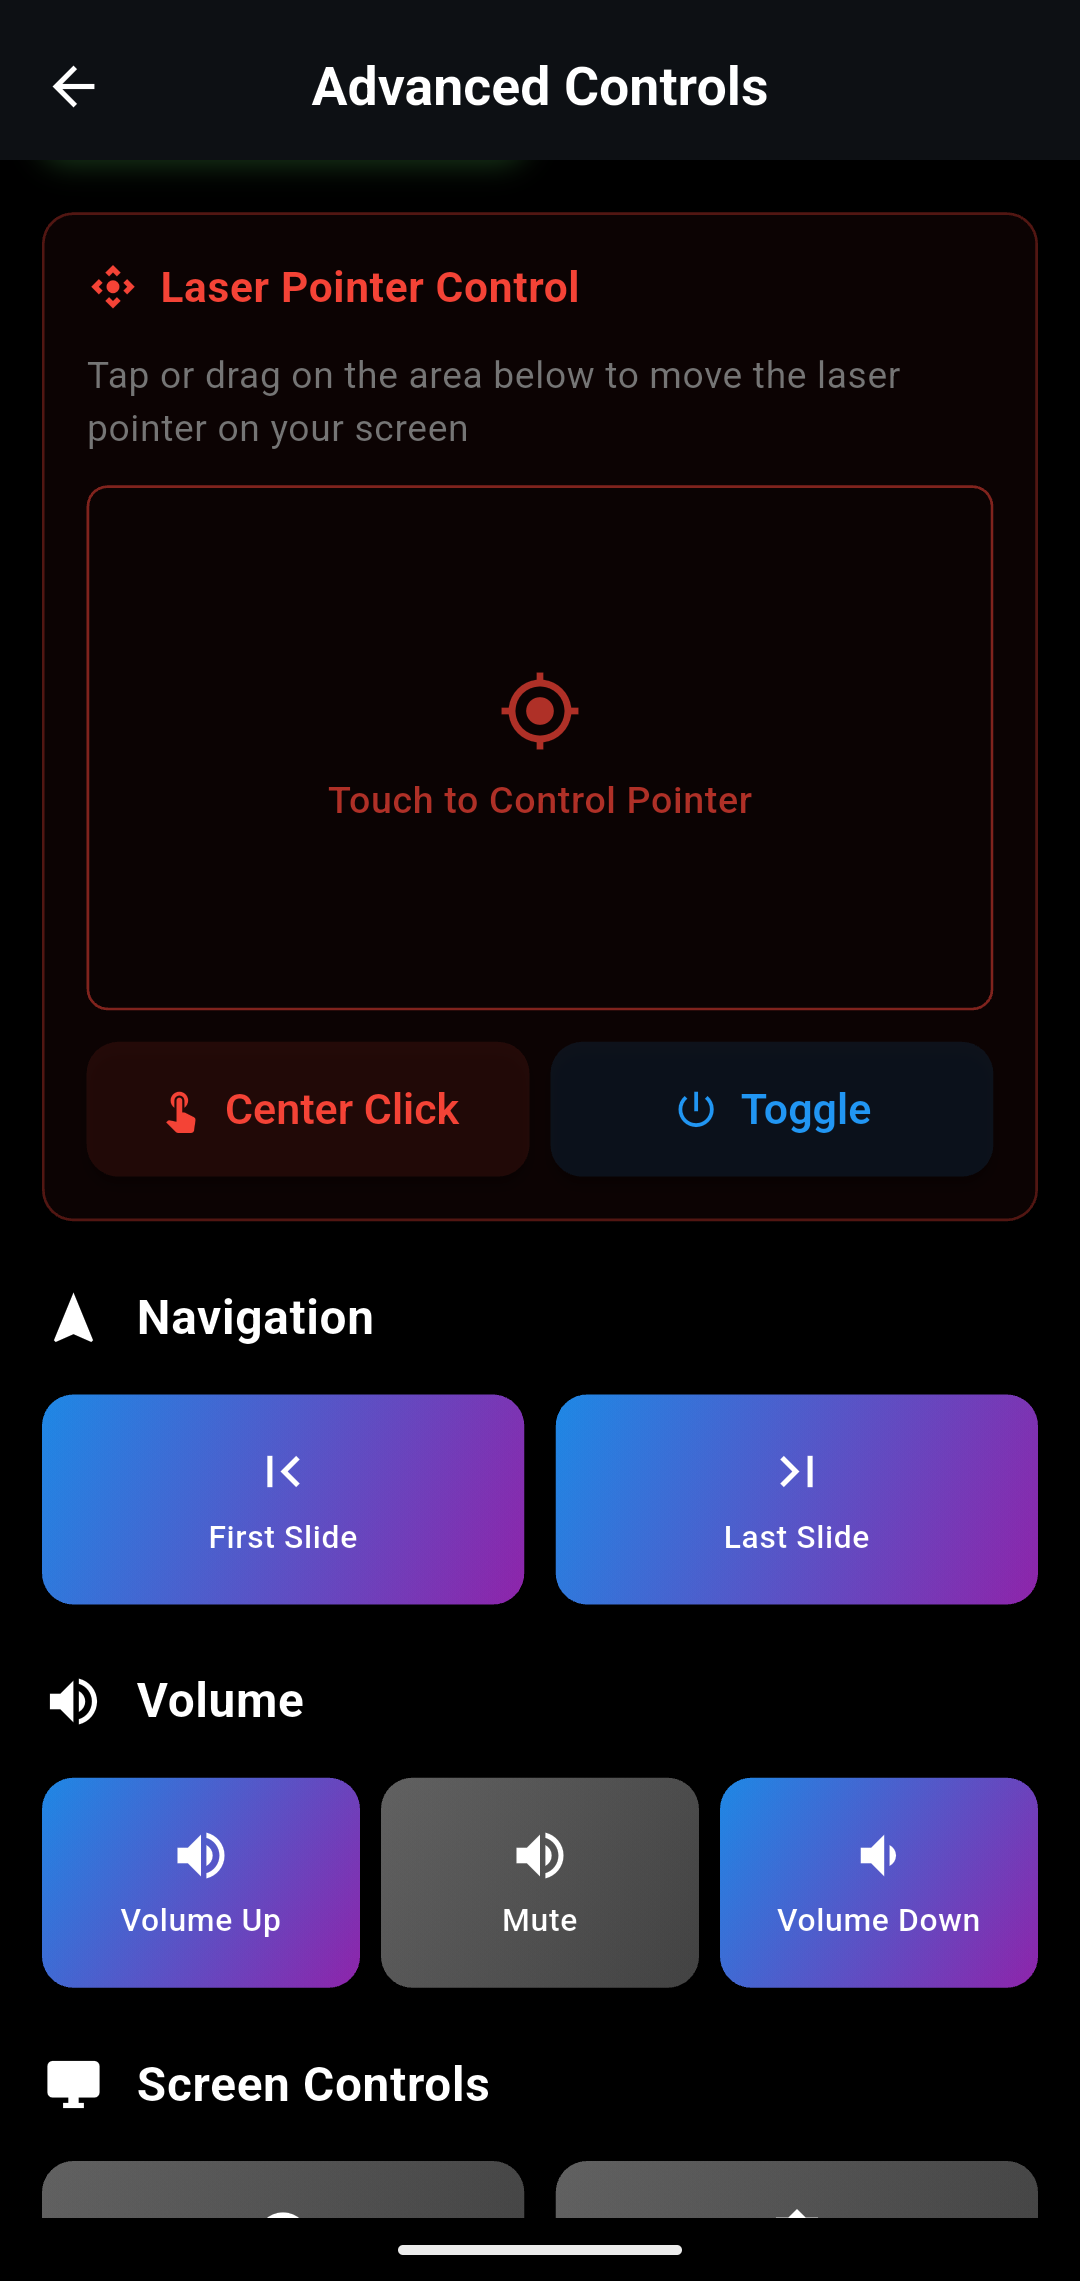 Advanced Controls
Laser Pointer Control
Tap or drag on the area below to move the laser
pointer on your screen
Touch to Control Pointer
Center Click
Toggle
Navigation
First Slide
Last Slide
Volume
Volume Up
Mute
Volume Down
Screen Controls